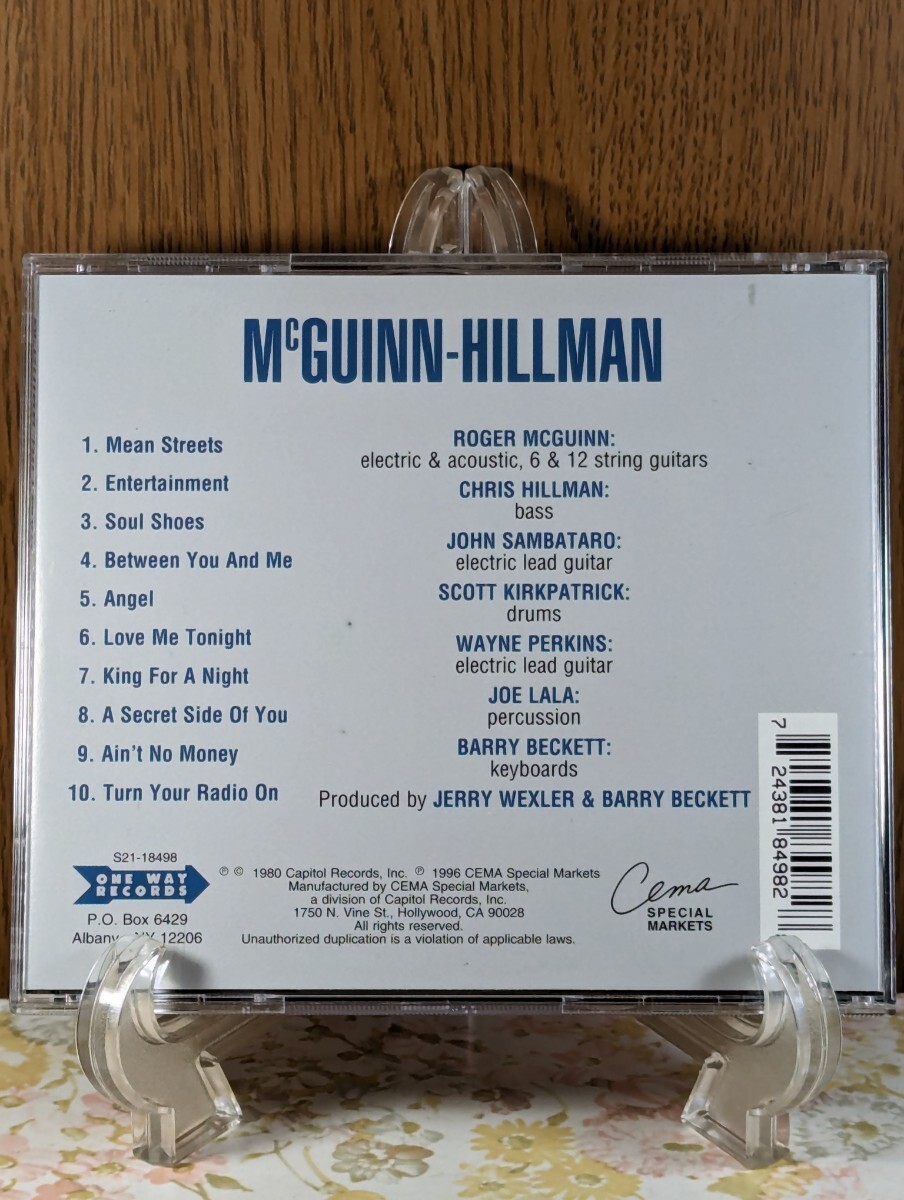 McGUINN-HILLMAN
1. Mean Streets
2. Entertainment
3. Soul Shoes
4. Between You And Me
5. Angel
6. Love Me Tonight
7. King For A Night
8. A Secret Side Of You
9. Ain't No Money
10. Turn Your Radio On
ROGER MCGUINN:
electric & acoustic, 6 & 12 string guitars
CHRIS HILLMAN:
bass
JOHN SAMBATARO:
electric lead guitar
SCOTT KIRKPATRICK:
drums
WAYNE PERKINS:
electric lead guitar
JOE LALA:
percussion
BARRY BECKETT:
keyboards
Produced by JERRY WEXLER & BARRY BECKETT
S21-18498
ONE WAY
RECORDS
P.O. Box 6429
Albany 12206
℗ © 1980 Capitol Records, Inc. ℗ 1996 CEMA Special Markets
Manufactured by CEMA Special Markets,
a division of Capitol Records, Inc.
1750 N. Vine St., Hollywood, CA 90028
All rights reserved.
Unauthorized duplication is a violation of applicable laws.
Cema
SPECIAL
MARKETS
7 24381 84982